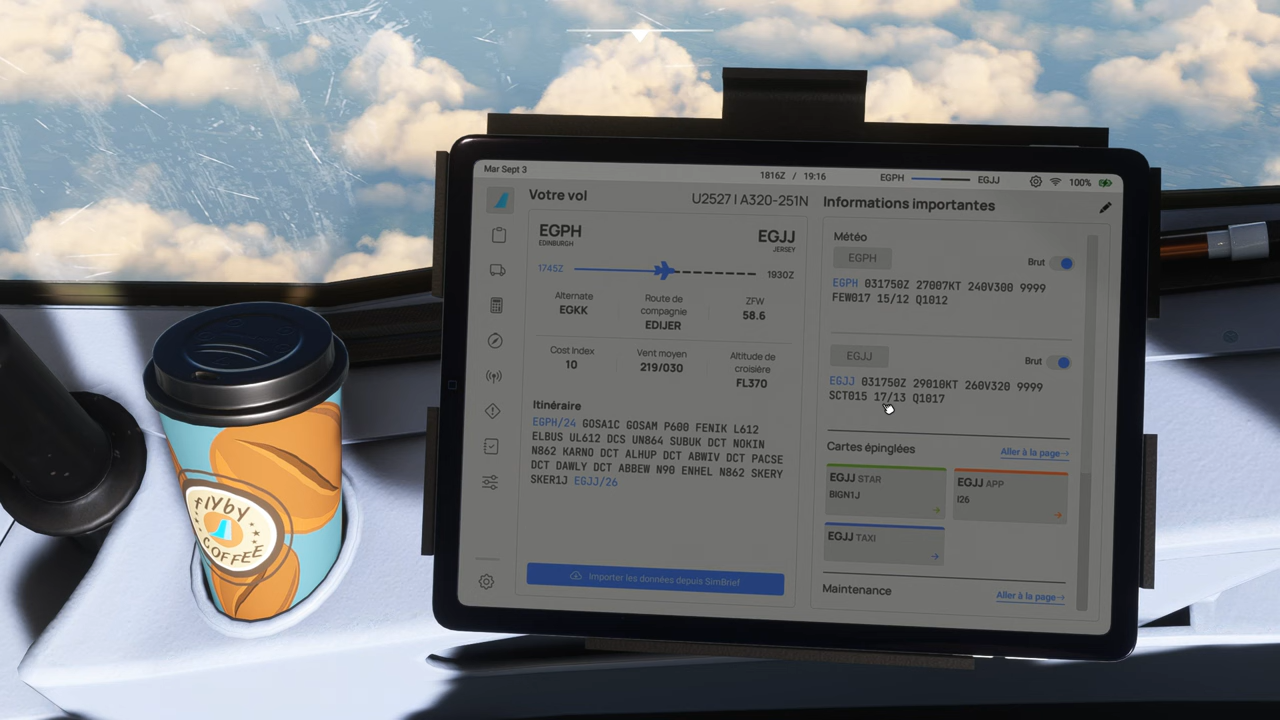 Mar Sept 3
1816Z / 19:16
EGPH
EGJJ
100%
Votre vol
U2527 | A320-251N
EGPH
EDINBURGH
EGJJ
JERSEY
1745Z
1930Z
Alternate
EGKK
Route de
compagnie
EDIJER
ZFW
58.6
Cost Index
10
Vent moyen
219/030
Altitude de
croisière
FL370
Itinéraire
EGPH/24 GOSA1C GOSAM P600 FENIK L612
ELBUS UL612 DCS UN864 SUBUK DCT NOKIN
N862 KARNO DCT ALHUP DCT ABWIV DCT PACSE
DCT DAWLY DCT ABBEW N90 ENHEL N862 SKERY
SKER1J EGJJ/26
Importer les données depuis SimBrief
Informations importantes
Météo
EGPH
Brut
EGPH 031750Z 27007KT 240V300 9999
FEW017 15/12 Q1012
EGJJ
Brut
EGJJ 031750Z 29010KT 260V320 9999
SCT015 17/13 Q1017
Cartes épinglées
Aller à la page
EGJJ STAR
BIGN1J
EGJJ APP
I26
EGJJ TAXI
Maintenance
Aller à la page
flyby
COFFEE